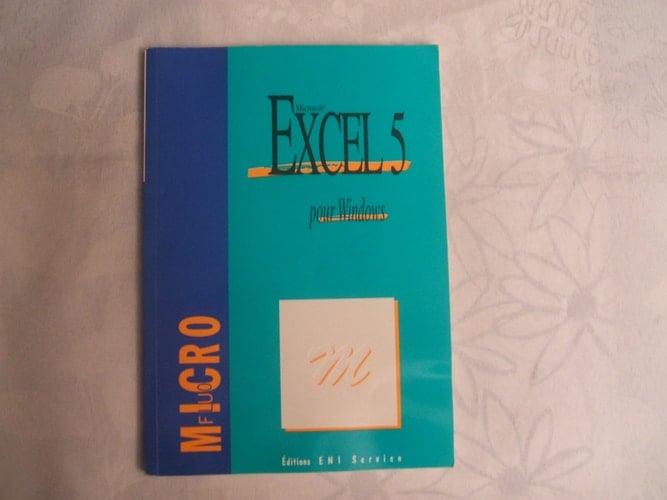 Microsoft®
EXCEL 5
pour Windows
MICRO
FLUO
M
Éditions ENI Service